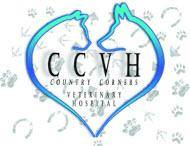 CCVH
COUNTRY CORNERS
VETERINARY
HOSPITAL